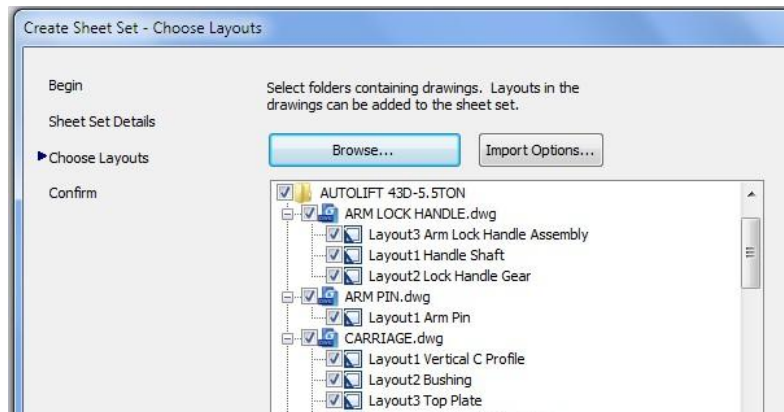 Create Sheet Set - Choose Layouts
Begin
Sheet Set Details
Choose Layouts
Confirm
Select folders containing drawings. Layouts in the
drawings can be added to the sheet set.
Browse...
Import Options...
AUTOLIFT 43D-5.5TON
ARM LOCK HANDLE.dwg
Layout3 Arm Lock Handle Assembly
Layout1 Handle Shaft
Layout2 Lock Handle Gear
ARM PIN.dwg
Layout1 Arm Pin
CARRIAGE.dwg
Layout1 Vertical C Profile
Layout2 Bushing
Layout3 Top Plate